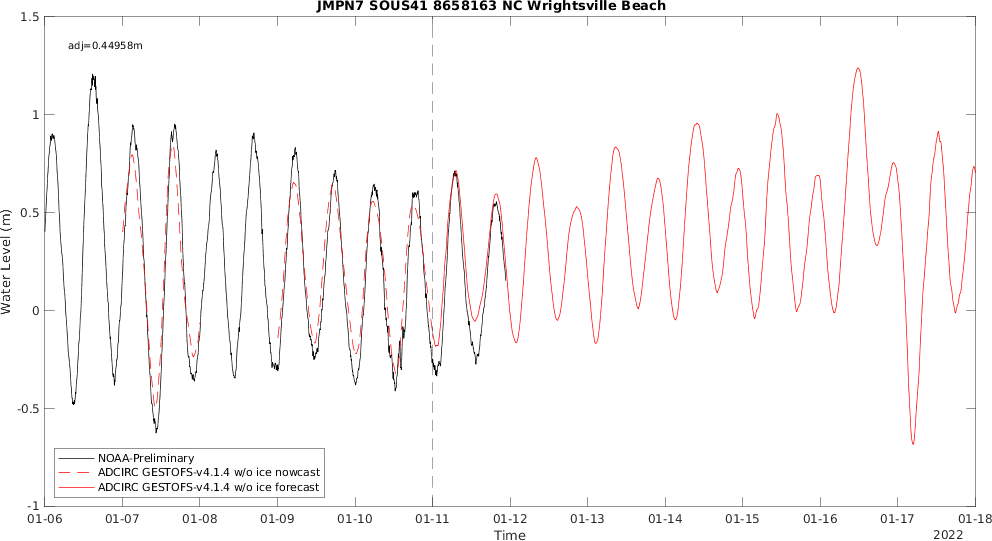 JMPN7 SOUS41 8658163 NC Wrightsville Beach
1.5
adj=0.44958m
1
0.5
Water Level (m)
0
-0.5
NOAA-Preliminary
ADCIRC GESTOFS-v4.1.4 w/o ice nowcast
ADCIRC GESTOFS-v4.1.4 w/o ice forecast
-1
01-06 01-07 01-08 01-09 01-10 01-11 01-12 01-13 01-14 01-15 01-16 01-17 01-18
Time
2022